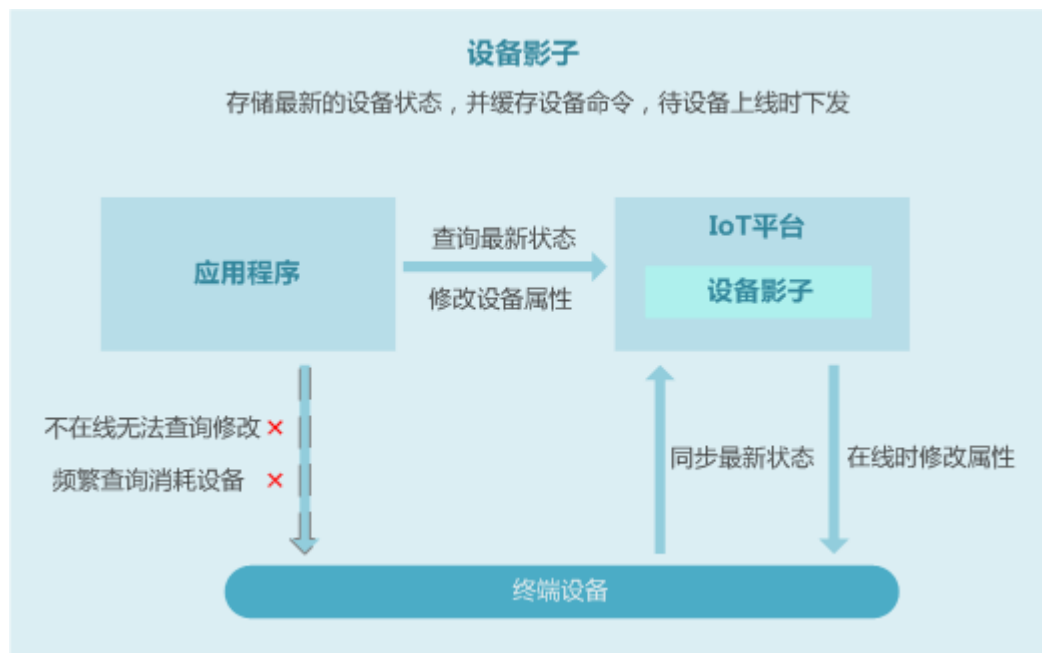 设备影子
存储最新的设备状态，并缓存设备命令，待设备上线时下发
应用程序
查询最新状态
修改设备属性
IoT平台
设备影子
不在线无法查询修改 ×
频繁查询消耗设备 ×
同步最新状态
在线时修改属性
终端设备